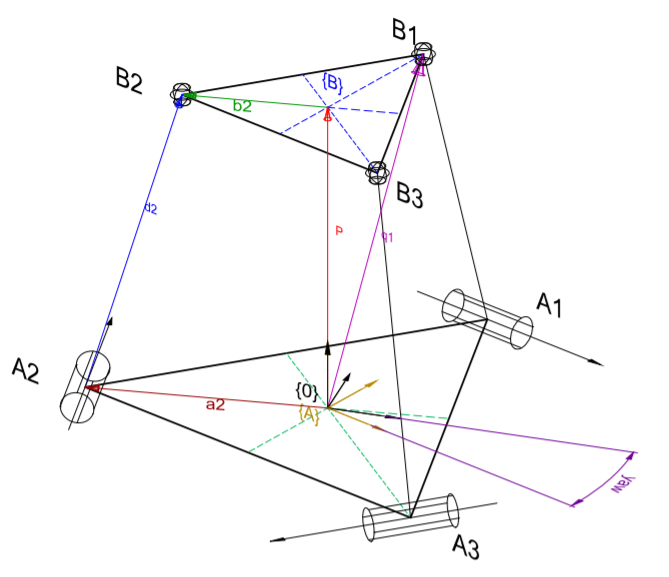 B1
B2
{B}
b2
B3
d2
P
q1
A1
A2
{0}
a2
{A}
yaw
A3